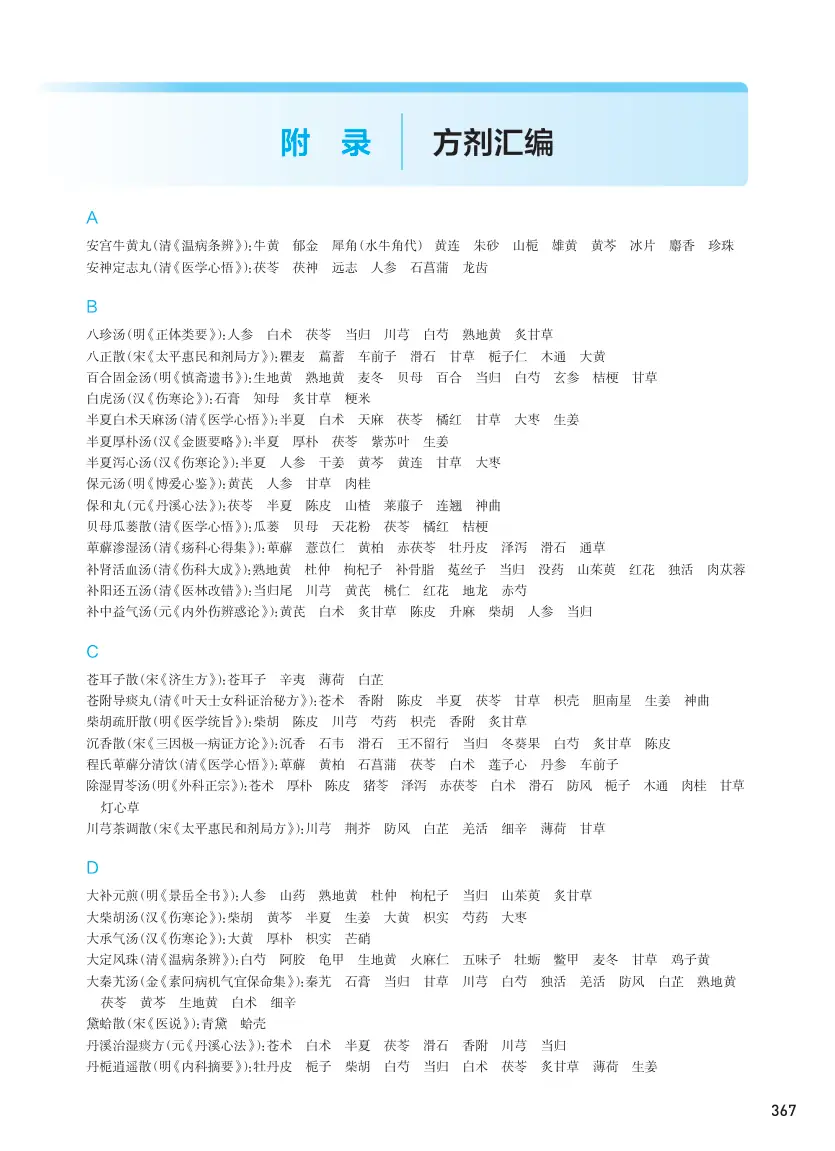 附 录 方剂汇编
A
安宫牛黄丸(清《温病条辨》):牛黄 郁金 犀角(水牛角代) 黄连 朱砂 山栀 雄黄 黄芩 冰片 麝香 珍珠
安神定志丸(清《医学心悟》):茯苓 茯神 远志 人参 石菖蒲 龙齿
B
八珍汤(明《正体类要》):人参 白术 茯苓 当归 川芎 白芍 熟地黄 炙甘草
八正散(宋《太平惠民和剂局方》):瞿麦 萹蓄 车前子 滑石 甘草 栀子仁 木通 大黄
百合固金汤(明《慎斋遗书》):生地黄 熟地黄 麦冬 贝母 百合 当归 白芍 玄参 桔梗 甘草
白虎汤(汉《伤寒论》):石膏 知母 炙甘草 粳米
半夏白术天麻汤(清《医学心悟》):半夏 白术 天麻 茯苓 橘红 甘草 大枣 生姜
半夏厚朴汤(汉《金匮要略》):半夏 厚朴 茯苓 紫苏叶 生姜
半夏泻心汤(汉《伤寒论》):半夏 人参 干姜 黄芩 黄连 甘草 大枣
保元汤(明《博爱心鉴》):黄芪 人参 甘草 肉桂
保和丸(元《丹溪心法》):茯苓 半夏 陈皮 山楂 莱菔子 连翘 神曲
贝母瓜蒌散(清《医学心悟》):瓜蒌 贝母 天花粉 茯苓 橘红 桔梗
萆薢渗湿汤(清《疡科心得集》):萆薢 薏苡仁 黄柏 赤茯苓 牡丹皮 泽泻 滑石 通草
补肾活血汤(清《伤科大成》):熟地黄 杜仲 枸杞子 补骨脂 菟丝子 当归 没药 山茱萸 红花 独活 肉苁蓉
补阳还五汤(清《医林改错》):当归尾 川芎 黄芪 桃仁 红花 地龙 赤芍
补中益气汤(元《内外伤辨惑论》):黄芪 白术 炙甘草 陈皮 升麻 柴胡 人参 当归
C
苍耳子散(宋《济生方》):苍耳子 辛夷 薄荷 白芷
苍附导痰丸(清《叶天士女科证治秘方》):苍术 香附 陈皮 半夏 茯苓 甘草 枳壳 胆南星 生姜 神曲
柴胡疏肝散(明《医学统旨》):柴胡 陈皮 川芎 芍药 枳壳 香附 炙甘草
沉香散(宋《三因极一病证方论》):沉香 石韦 滑石 王不留行 当归 冬葵果 白芍 炙甘草 陈皮
程氏萆薢分清饮(清《医学心悟》):萆薢 黄柏 石菖蒲 茯苓 白术 莲子心 丹参 车前子
除湿胃苓汤(明《外科正宗》):苍术 厚朴 陈皮 猪苓 泽泻 赤茯苓 白术 滑石 防风 栀子 木通 肉桂 甘草
灯心草
川芎茶调散(宋《太平惠民和剂局方》):川芎 荆芥 防风 白芷 羌活 细辛 薄荷 甘草
D
大补元煎(明《景岳全书》):人参 山药 熟地黄 杜仲 枸杞子 当归 山茱萸 炙甘草
大柴胡汤(汉《伤寒论》):柴胡 黄芩 半夏 生姜 大黄 枳实 芍药 大枣
大承气汤(汉《伤寒论》):大黄 厚朴 枳实 芒硝
大定风珠(清《温病条辨》):白芍 阿胶 龟甲 生地黄 火麻仁 五味子 牡蛎 鳖甲 麦冬 甘草 鸡子黄
大秦艽汤(金《素问病机气宜保命集》):秦艽 石膏 当归 甘草 川芎 白芍 独活 羌活 防风 白芷 熟地黄
茯苓 黄芩 生地黄 白术 细辛
黛蛤散(宋《医说》):青黛 蛤壳
丹溪治湿痰方(元《丹溪心法》):苍术 白术 半夏 茯苓 滑石 香附 川芎 当归
丹栀逍遥散(明《内科摘要》):牡丹皮 栀子 柴胡 白芍 当归 白术 茯苓 炙甘草 薄荷 生姜
367